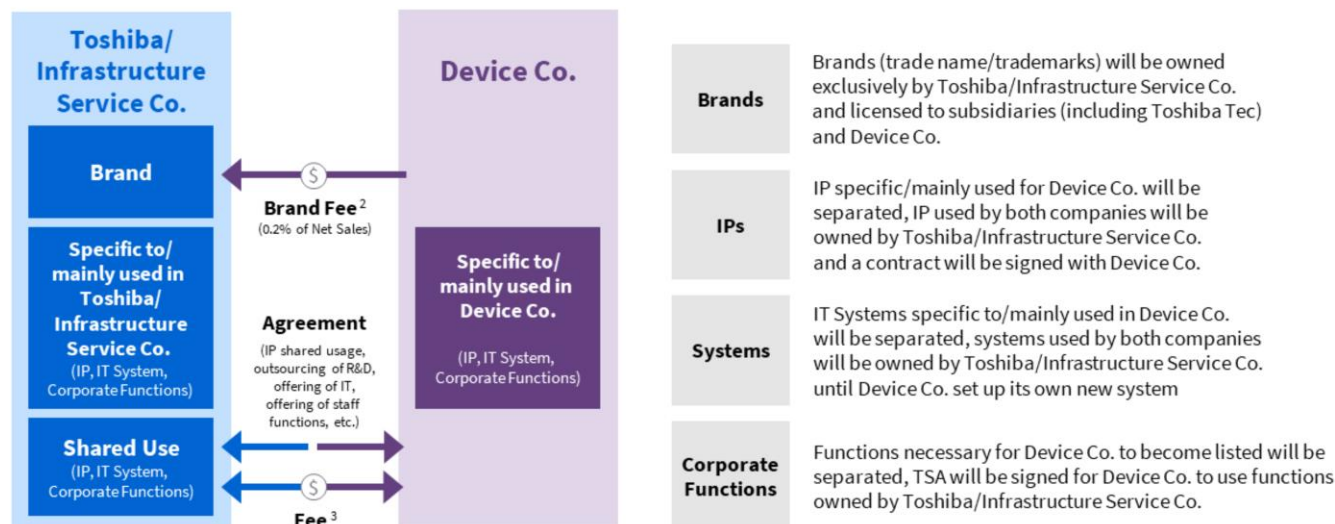 Toshiba/
Infrastructure
Service Co.
Brand
Specific to/
mainly used in
Toshiba/
Infrastructure
Service Co.
(IP, IT System,
Corporate Functions)
Shared Use
(IP, IT System,
Corporate Functions)
$
Brand Fee 2
(0.2% of Net Sales)
Agreement
(IP shared usage,
outsourcing of R&D,
offering of IT,
offering of staff
functions, etc.)
$
Fee 3
Device Co.
Specific to/
mainly used in
Device Co.
(IP, IT System,
Corporate Functions)
Brands
Brands (trade name/trademarks) will be owned
exclusively by Toshiba/Infrastructure Service Co.
and licensed to subsidiaries (including Toshiba Tec)
and Device Co.
IPs
IP specific/mainly used for Device Co. will be
separated, IP used by both companies will be
owned by Toshiba/Infrastructure Service Co.
and a contract will be signed with Device Co.
Systems
IT Systems specific to/mainly used in Device Co.
will be separated, systems used by both companies
will be owned by Toshiba/Infrastructure Service Co.
until Device Co. set up its own new system
Corporate
Functions
Functions necessary for Device Co. to become listed will be
separated, TSA will be signed for Device Co. to use functions
owned by Toshiba/Infrastructure Service Co.